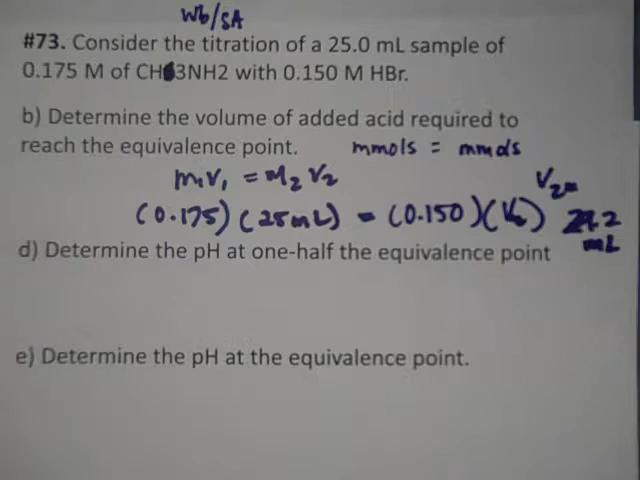 Wb/SA
#73. Consider the titration of a 25.0 mL sample of
0.175 M of CH3NH2 with 0.150 M HBr.
b) Determine the volume of added acid required to
reach the equivalence point. mmols = mmols
M1V1 = M2V2
V2=
(0.175)(25mL) = (0.150)(V2) 29.2
mL
d) Determine the pH at one-half the equivalence point
e) Determine the pH at the equivalence point.